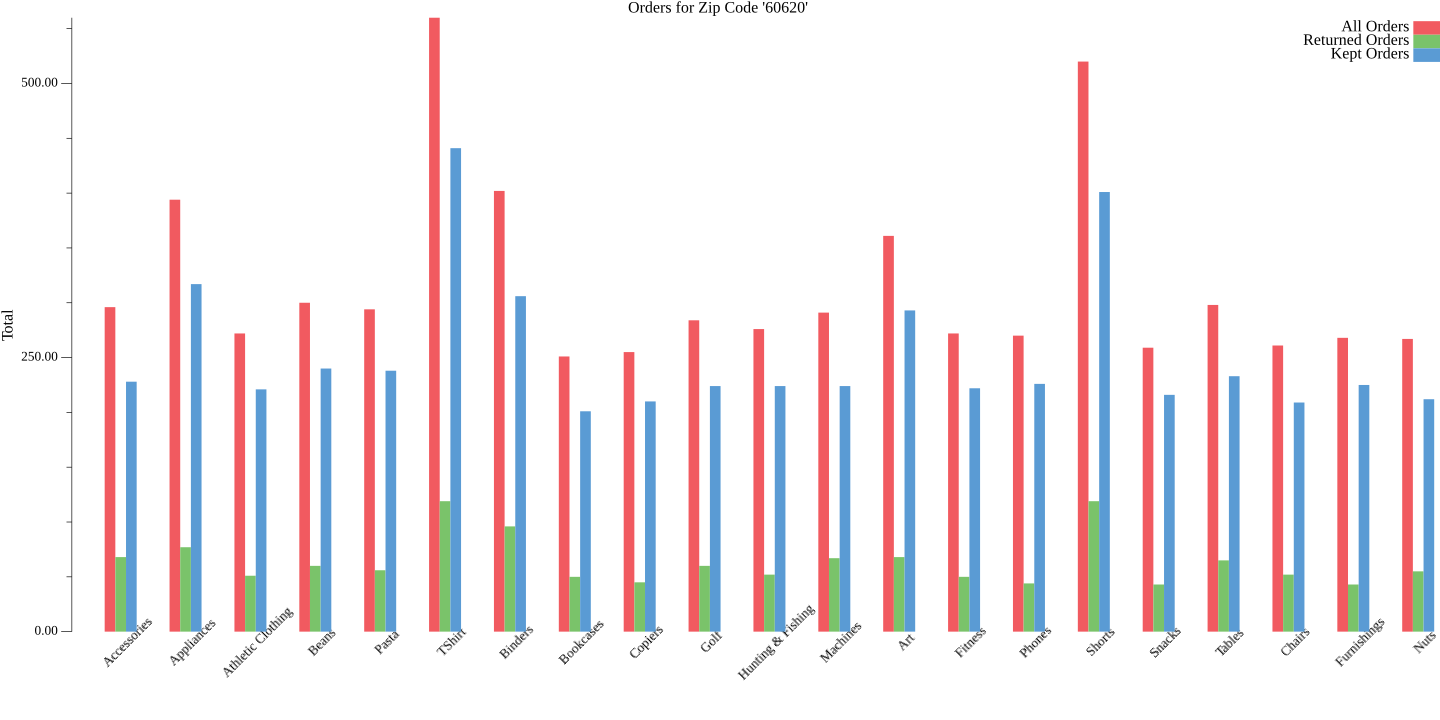 Orders for Zip Code '60620'
All Orders
Returned Orders
Kept Orders
Total
500.00
250.00
0.00
Accessories
Appliances
Athletic Clothing
Beans
Pasta
TShirt
Binders
Bookcases
Copiers
Golf
Hunting & Fishing
Machines
Art
Fitness
Phones
Shorts
Snacks
Tables
Chairs
Furnishings
Nuts